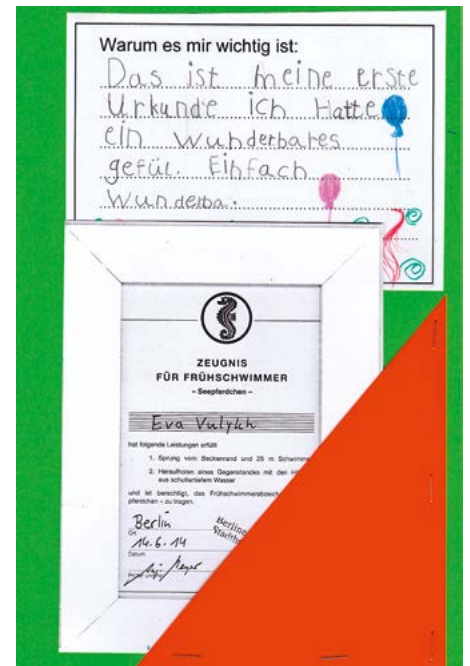 Warum es mir wichtig ist:
Das ist meine erste
Urkunde ich Hatte
ein wunderbares
gefül. Einfach
wunderba.
ZEUGNIS
FÜR FRÜHSCHWIMMER
- Seepferdchen -
Eva
hat folgende Leistungen erfüllt
1. Sprung vom Beckenrand und 25 m
2. Heraufholen eines Gegenstandes mit den
aus schultertiefem Wasser
und ist berechtigt, das
pferdchen – zu tragen.
Berlin
Ort
14.6.14
Datum